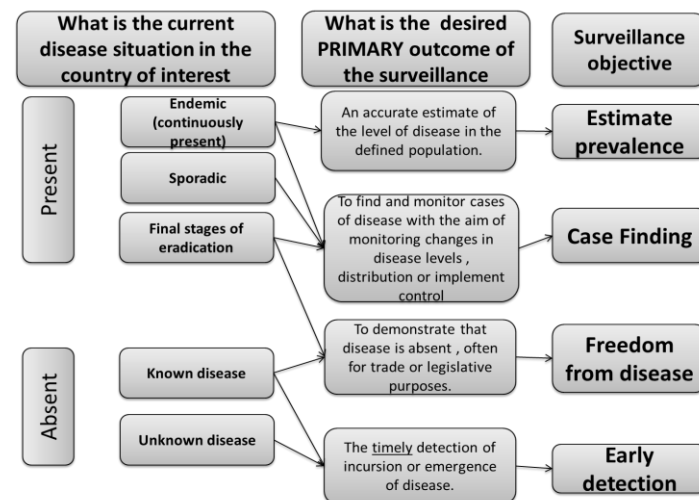 What is the current
disease situation in the
country of interest
What is the desired
PRIMARY outcome of
the surveillance
Surveillance
objective
Present
Endemic
(continuously
present)
Sporadic
Final stages of
eradication
An accurate estimate of
the level of disease in the
defined population.
Estimate
prevalence
To find and monitor cases
of disease with the aim of
monitoring changes in
disease levels ,
distribution or implement
control
Case Finding
Absent
Known disease
Unknown disease
To demonstrate that
disease is absent , often
for trade or legislative
purposes.
Freedom
from disease
The timely detection of
incursion or emergence
of disease.
Early
detection